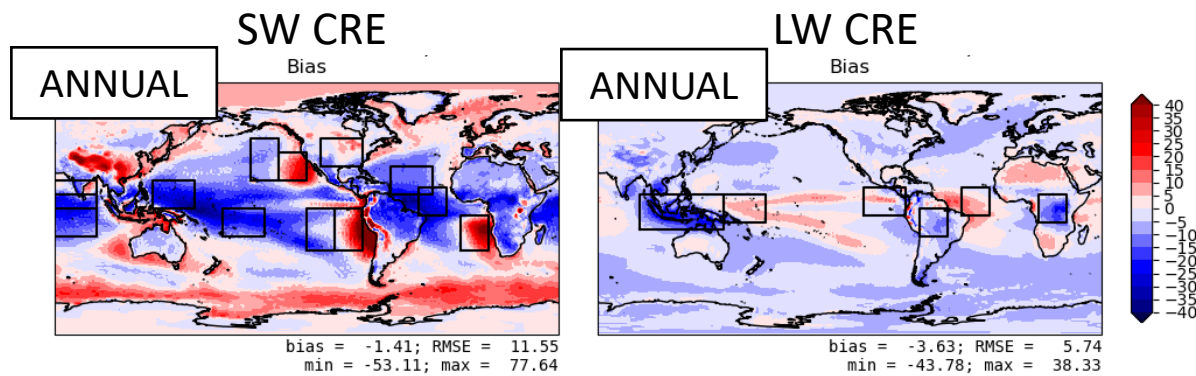 SW CRE
LW CRE
ANNUAL
Bias
ANNUAL
Bias
40
35
30
25
20
15
10
5
0
−5
−10
−15
−20
−25
−30
−35
−40
bias = -1.41; RMSE = 11.55
min = -53.11; max = 77.64
bias = -3.63; RMSE = 5.74
min = -43.78; max = 38.33